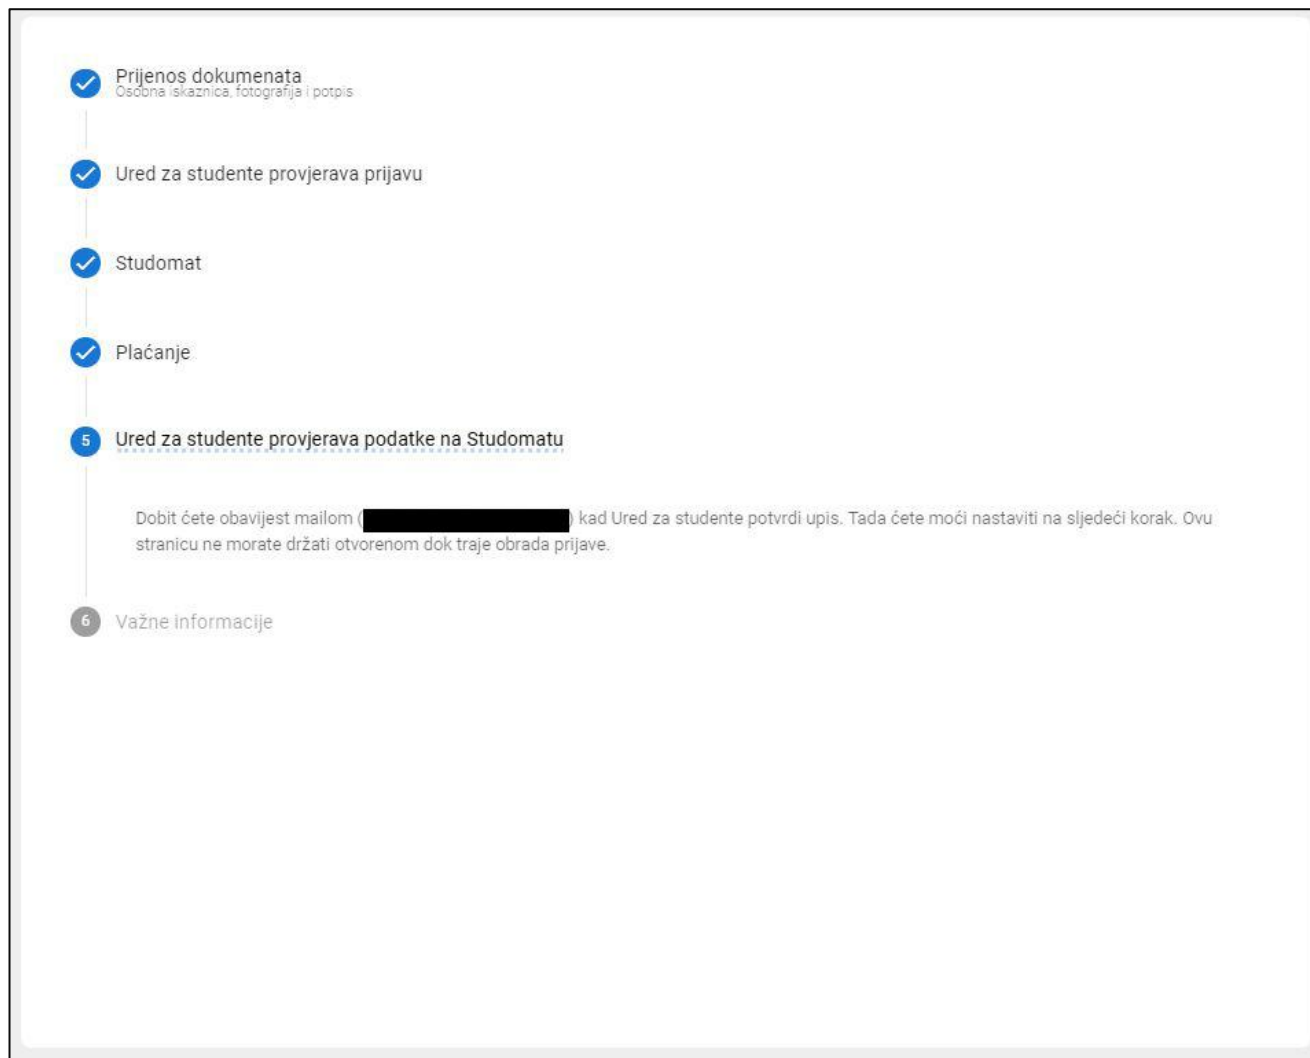 Prijenos dokumenata
Osobna iskaznica, fotografija i potpis
Ured za studente provjerava prijavu
Studomat
Plaćanje
5 Ured za studente provjerava podatke na Studomatu
Dobit ćete obavijest mailom ( ) kad Ured za studente potvrdi upis. Tada ćete moći nastaviti na sljedeći korak. Ovu
stranicu ne morate držati otvorenom dok traje obrada prijave.
6 Važne informacije